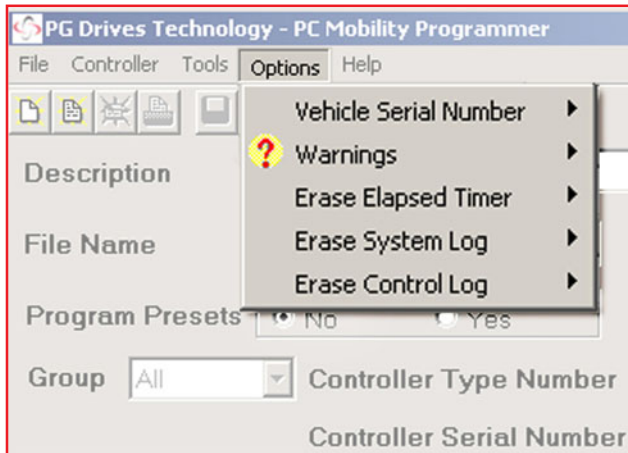 PG Drives Technology - PC Mobility Programmer
File Controller Tools Options Help
Vehicle Serial Number
? Warnings
Description
Erase Elapsed Timer
File Name
Erase System Log
Erase Control Log
Program Presets No Yes
Group All Controller Type Number
Controller Serial Number